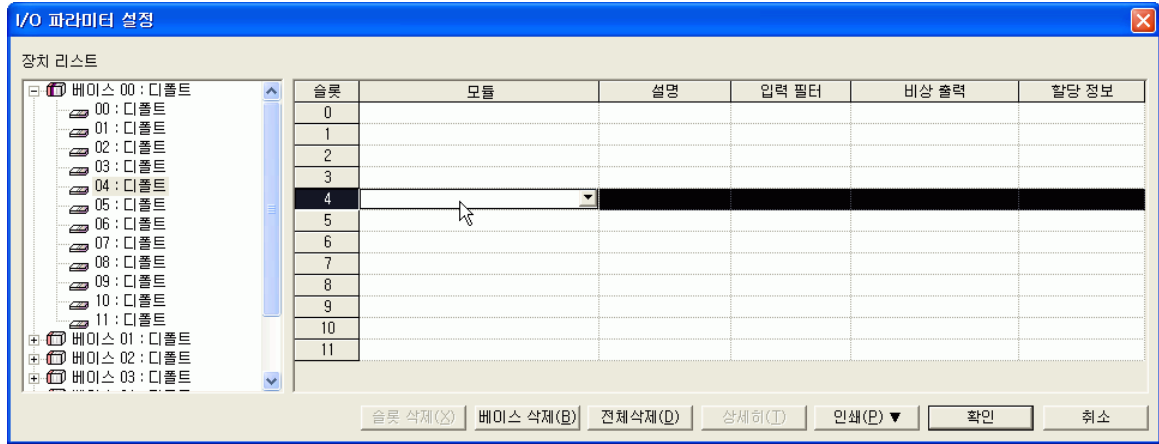 I/O 파라미터 설정
장치 리스트
베이스 00 : 디폴트
00 : 디폴트
01 : 디폴트
02 : 디폴트
03 : 디폴트
04 : 디폴트
05 : 디폴트
06 : 디폴트
07 : 디폴트
08 : 디폴트
09 : 디폴트
10 : 디폴트
11 : 디폴트
베이스 01 : 디폴트
베이스 02 : 디폴트
베이스 03 : 디폴트
슬롯 모듈 설명 입력 필터 비상 출력 할당 정보
0
1
2
3
4
5
6
7
8
9
10
11
슬롯 삭제(X) 베이스 삭제(B) 전체삭제(D) 상세히(T) 인쇄(P) ▼ 확인 취소